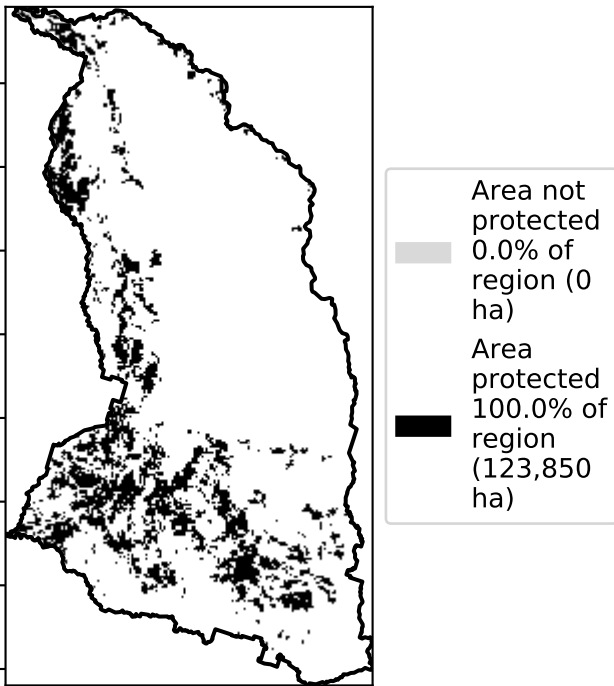 Area not
protected
0.0% of
region (0
ha)
Area
protected
100.0% of
region
(123,850
ha)